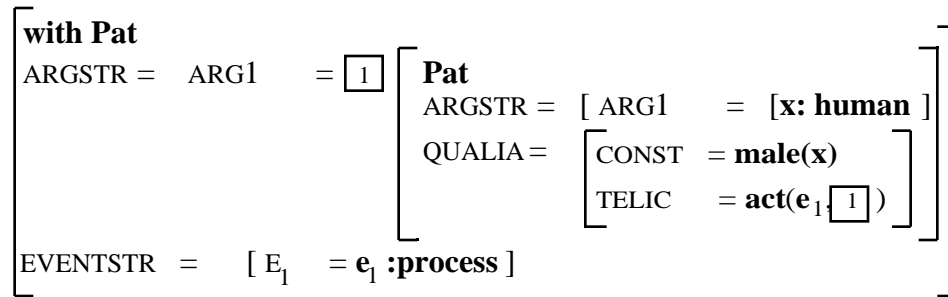 with Pat
ARGSTR = ARG1 = 1 Pat
ARGSTR = [ ARG1 = [x: human ]
QUALIA = CONST = male(x)
TELIC = act(e1, 1 )
EVENTSTR = [ E1 = e1 :process ]